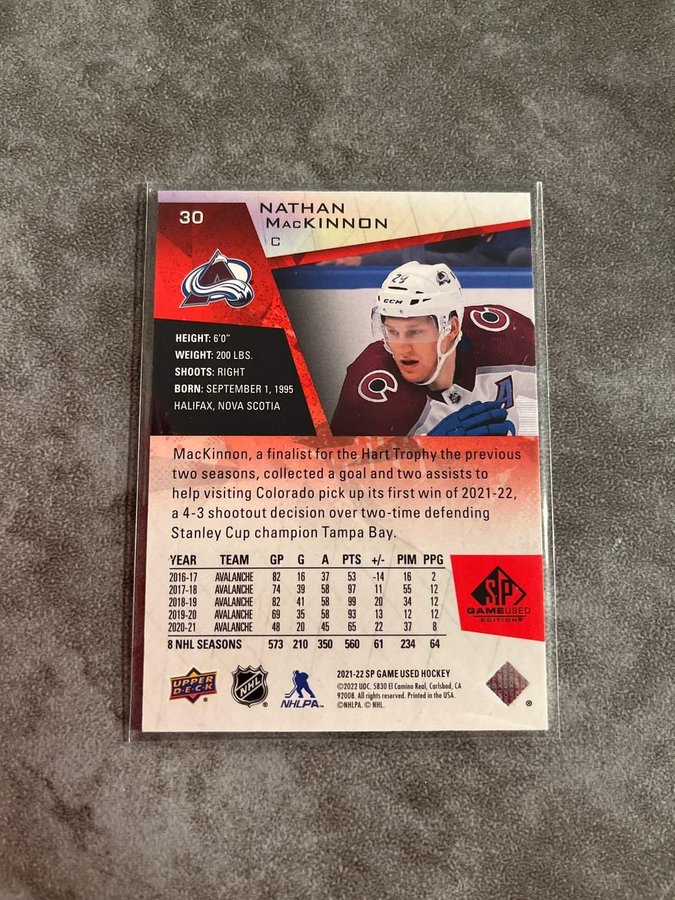 30
NATHAN
MACKINNON
C
24
CCM
A
HEIGHT: 6'0"
WEIGHT: 200 LBS.
SHOOTS: RIGHT
BORN: SEPTEMBER 1, 1995
HALIFAX, NOVA SCOTIA
MacKinnon, a finalist for the Hart Trophy the previous
two seasons, collected a goal and two assists to
help visiting Colorado pick up its first win of 2021-22,
a 4-3 shootout decision over two-time defending
Stanley Cup champion Tampa Bay.
YEAR TEAM GP G A PTS +/- PIM PPG
2016-17 AVALANCHE 82 16 37 53 -14 16 2
2017-18 AVALANCHE 74 39 58 97 11 55 12
2018-19 AVALANCHE 82 41 58 99 20 34 12
2019-20 AVALANCHE 69 35 58 93 13 12 12
2020-21 AVALANCHE 48 20 45 65 22 37 8
8 NHL SEASONS 573 210 350 560 61 234 64
SP
GAMEUSED
EDITION®
UPPER
DECK
NHL
NHLPA™
2021-22 SP GAME USED HOCKEY
©2022 UDC. 5830 El Camino Real, Carlsbad, CA
92008. All rights reserved. Printed in the USA.
©NHLPA. © NHL.
®